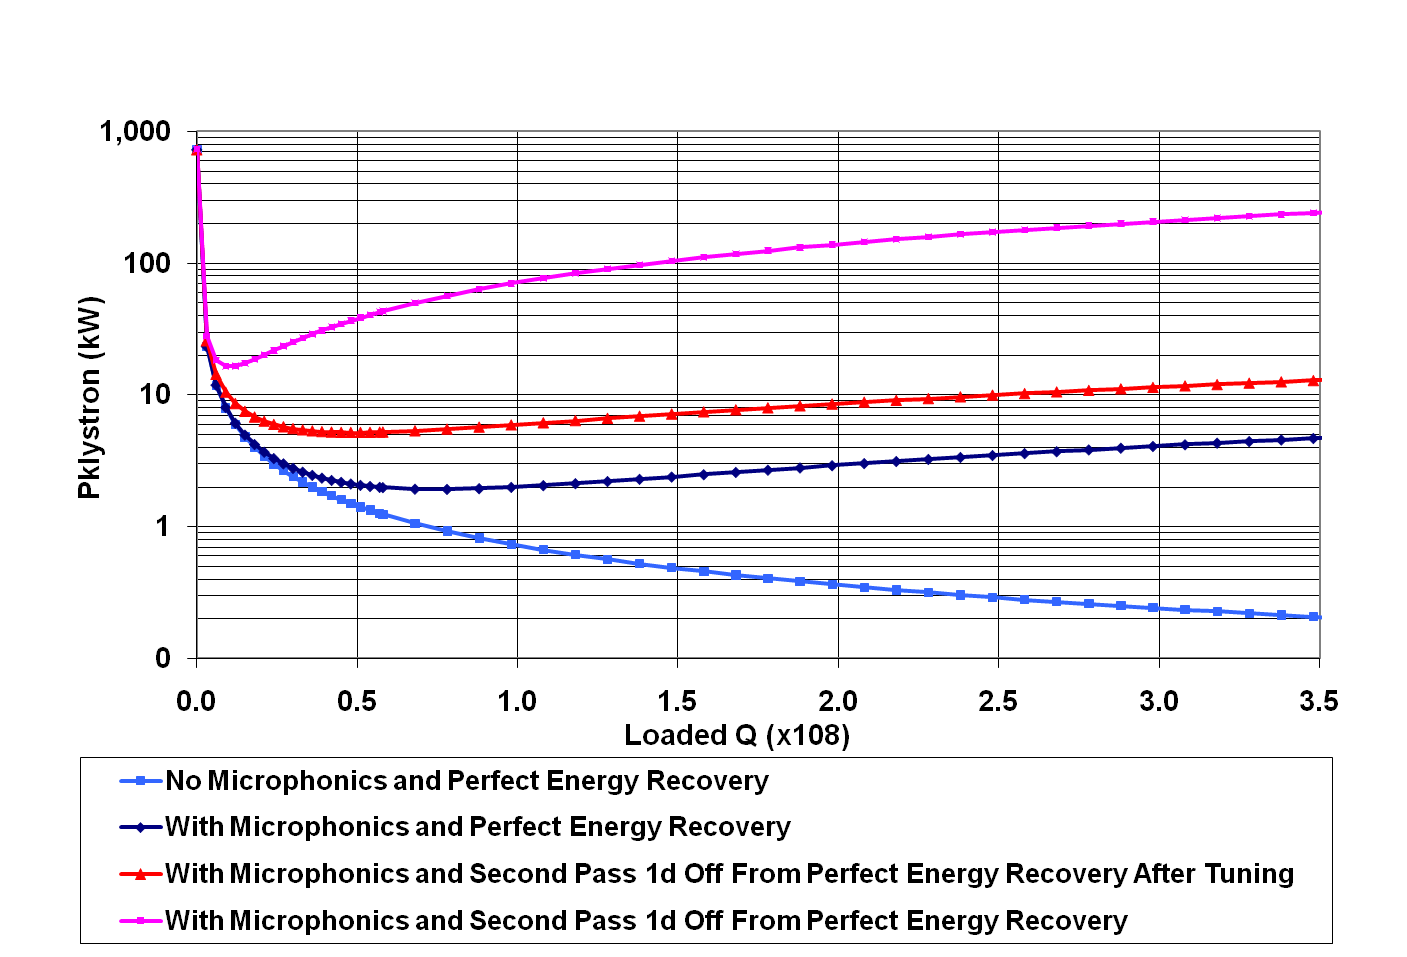 1,000
100
10
1
0
Pklystron (kW)
0.0 0.5 1.0 1.5 2.0 2.5 3.0 3.5
Loaded Q (x108)
No Microphonics and Perfect Energy Recovery
With Microphonics and Perfect Energy Recovery
With Microphonics and Second Pass 1d Off From Perfect Energy Recovery After Tuning
With Microphonics and Second Pass 1d Off From Perfect Energy Recovery